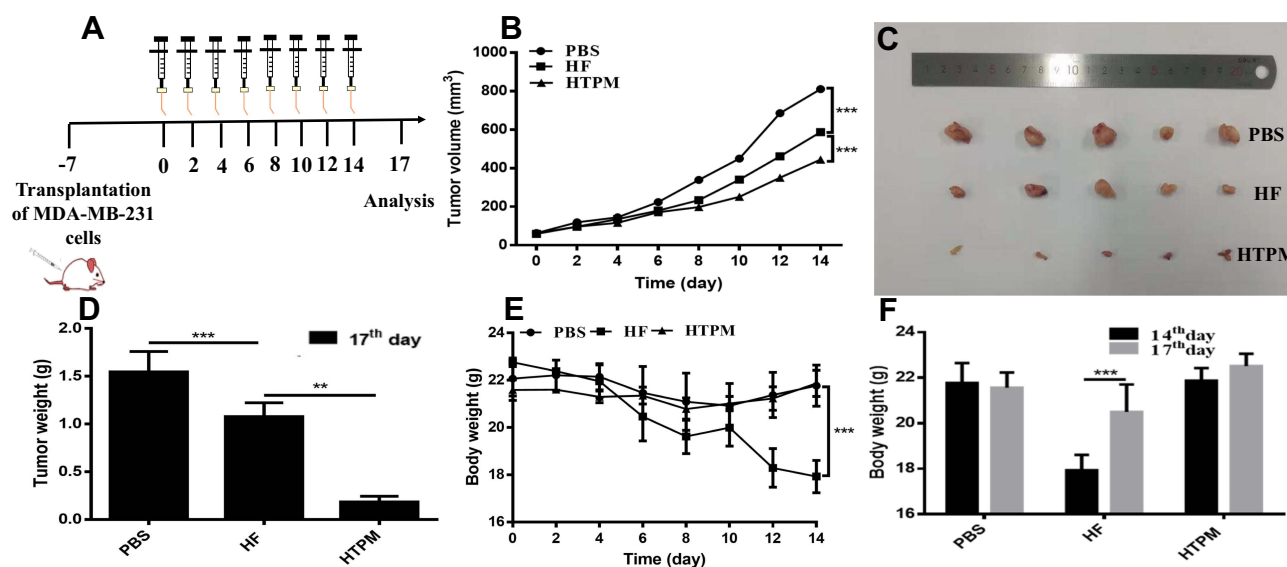 A
-7
0
2
4
6
8
10
12
14
17
Transplantation
of MDA-MB-231
cells
Analysis
B
PBS
HF
HTPM
Tumor volume (mm³)
1000
800
600
400
200
0
0 2 4 6 8 10 12 14
Time (day)
***
***
C
PBS
HF
HTPM
D
17th day
Tumor weight (g)
2.0
1.5
1.0
0.5
0.0
***
**
PBS
HF
HTPM
E
PBS HF HTPM
Body weight (g)
24
22
20
18
16
0 2 4 6 8 10 12 14
Time (day)
***
F
14th day
17th day
Body weight (g)
24
22
20
18
16
***
PBS
HF
HTPM